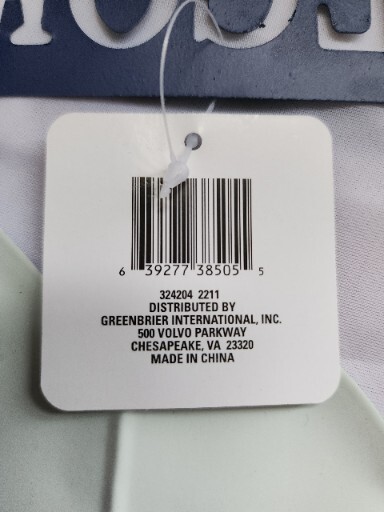 6 39277 38505 5
324204 2211
DISTRIBUTED BY
GREENBRIER INTERNATIONAL, INC.
500 VOLVO PARKWAY
CHESAPEAKE, VA 23320
MADE IN CHINA